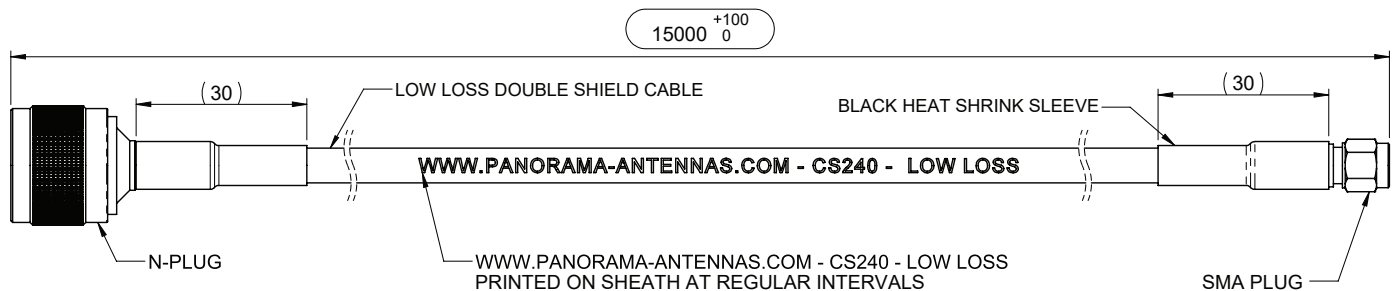 15000 +100 0
(30)
LOW LOSS DOUBLE SHIELD CABLE
BLACK HEAT SHRINK SLEEVE
(30)
WWW.PANORAMA-ANTENNAS.COM - CS240 - LOW LOSS
N-PLUG
WWW.PANORAMA-ANTENNAS.COM - CS240 - LOW LOSS
PRINTED ON SHEATH AT REGULAR INTERVALS
SMA PLUG